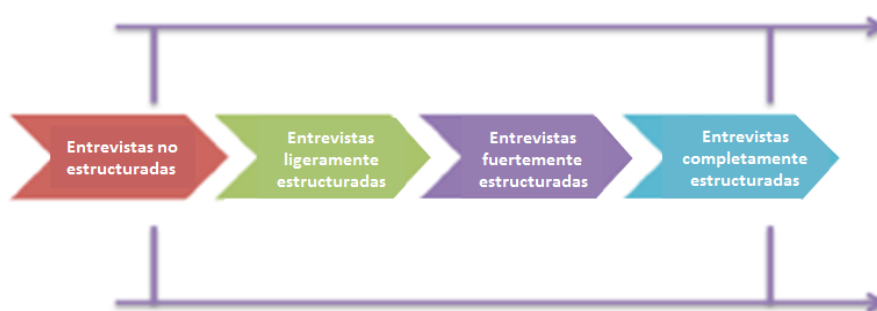 Entrevistas no
estructuradas
Entrevistas
ligeramente
estructuradas
Entrevistas
fuertemente
estructuradas
Entrevistas
completamente
estructuradas